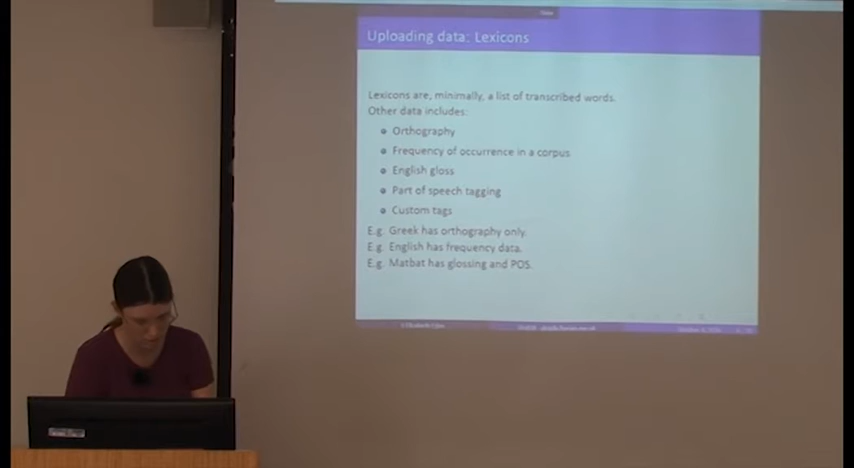 Uploading data: Lexicons
Lexicons are, minimally, a list of transcribed words.
Other data includes:
Orthography
Frequency of occurrence in a corpus
English gloss
Part of speech tagging
Custom tags
E.g. Greek has orthography only.
E.g. English has frequency data.
E.g. Matbat has glossing and POS.